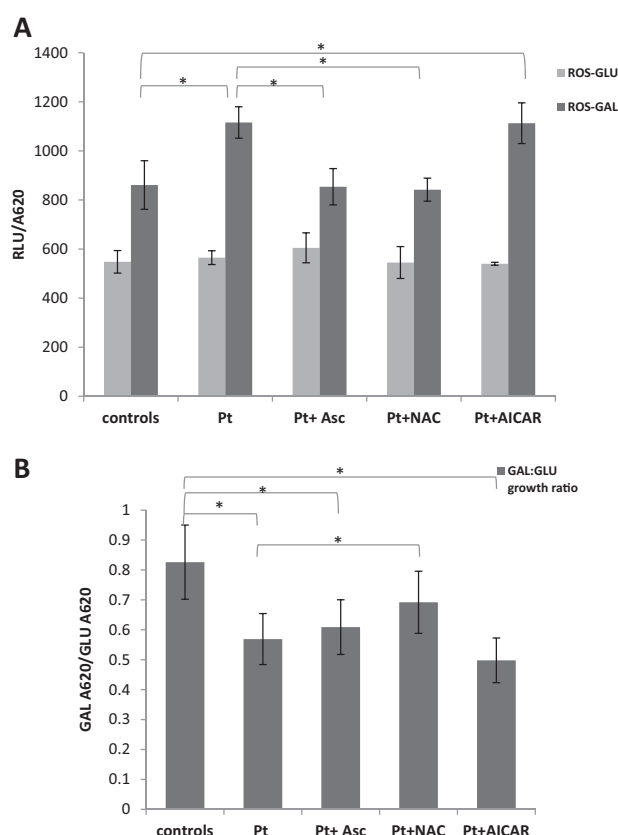 A
*
*
*
*
1400
1200
1000
800
600
400
200
0
RLU/A620
ROS-GLU
ROS-GAL
controls
Pt
Pt+ Asc
Pt+NAC
Pt+AICAR
B
GAL:GLU
growth ratio
*
*
*
*
1
0.9
0.8
0.7
0.6
0.5
0.4
0.3
0.2
0.1
0
GAL A620/GLU A620
controls
Pt
Pt+ Asc
Pt+NAC
Pt+AICAR